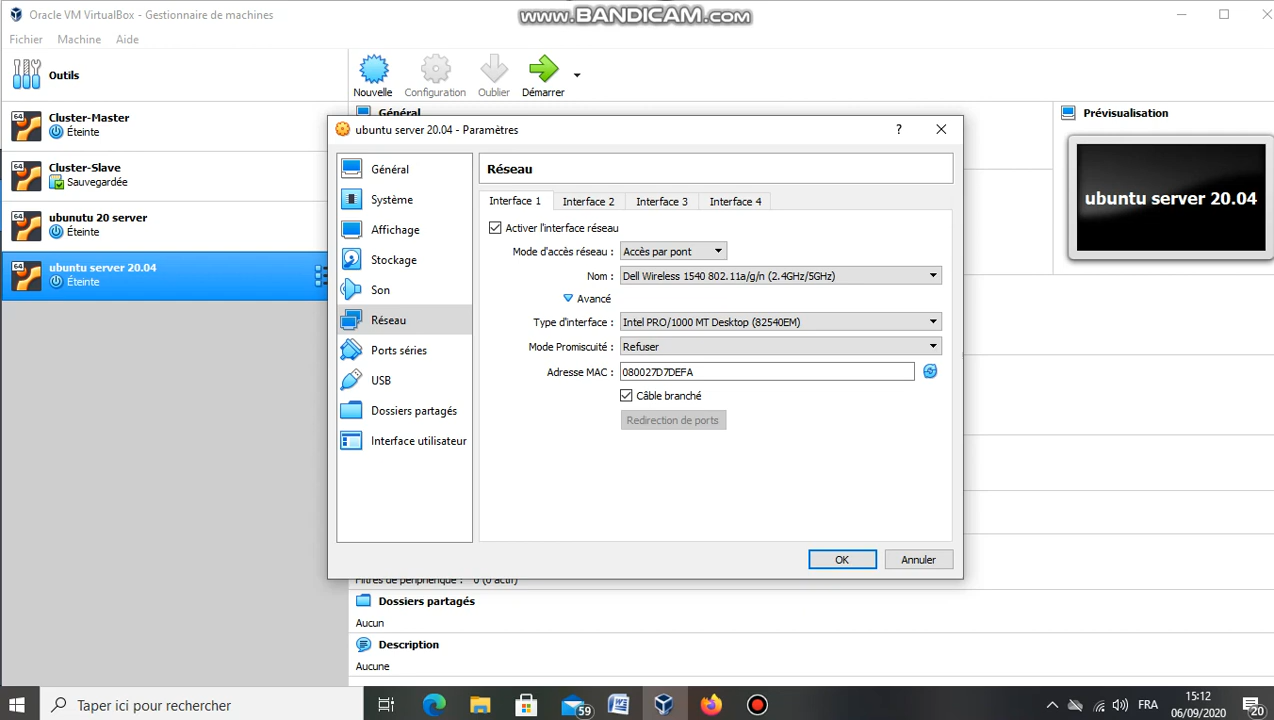 Oracle VM VirtualBox - Gestionnaire de machines
www.BANDICAM.com
Fichier Machine Aide
Outils
Nouvelle Configuration Oublier Démarrer
Cluster-Master
Éteinte
Cluster-Slave
Sauvegardée
ubunutu 20 server
Éteinte
ubuntu server 20.04
Éteinte
Général
Prévisualisation
ubuntu server 20.04
ubuntu server 20.04 - Paramètres
?
Général
Système
Affichage
Stockage
Son
Réseau
Ports séries
USB
Dossiers partagés
Interface utilisateur
Réseau
Interface 1 Interface 2 Interface 3 Interface 4
Activer l'interface réseau
Mode d'accès réseau : Accès par pont
Nom : Dell Wireless 1540 802.11a/g/n (2.4GHz/5GHz)
Avancé
Type d'interface : Intel PRO/1000 MT Desktop (82540EM)
Mode Promiscuité : Refuser
Adresse MAC : 080027D7DEFA
Câble branché
Redirection de ports
OK Annuler
Filtres de périphérique : 0 (0 actif)
Dossiers partagés
Aucun
Description
Aucune
Taper ici pour rechercher
59
FRA
15:12
06/09/2020
20
64
64
64
64